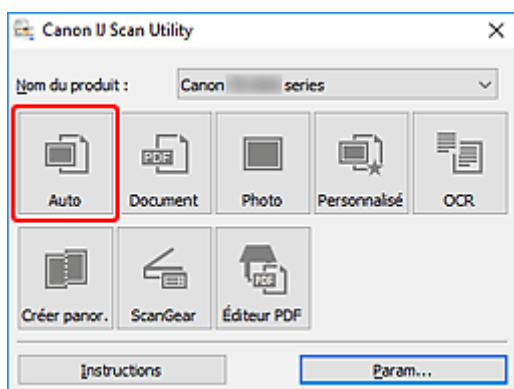 Canon IJ Scan Utility
Nom du produit : Canon series
Auto Document Photo Personnalisé OCR
PDF
Créer panor. ScanGear Éditeur PDF
PDF
Instructions Param...